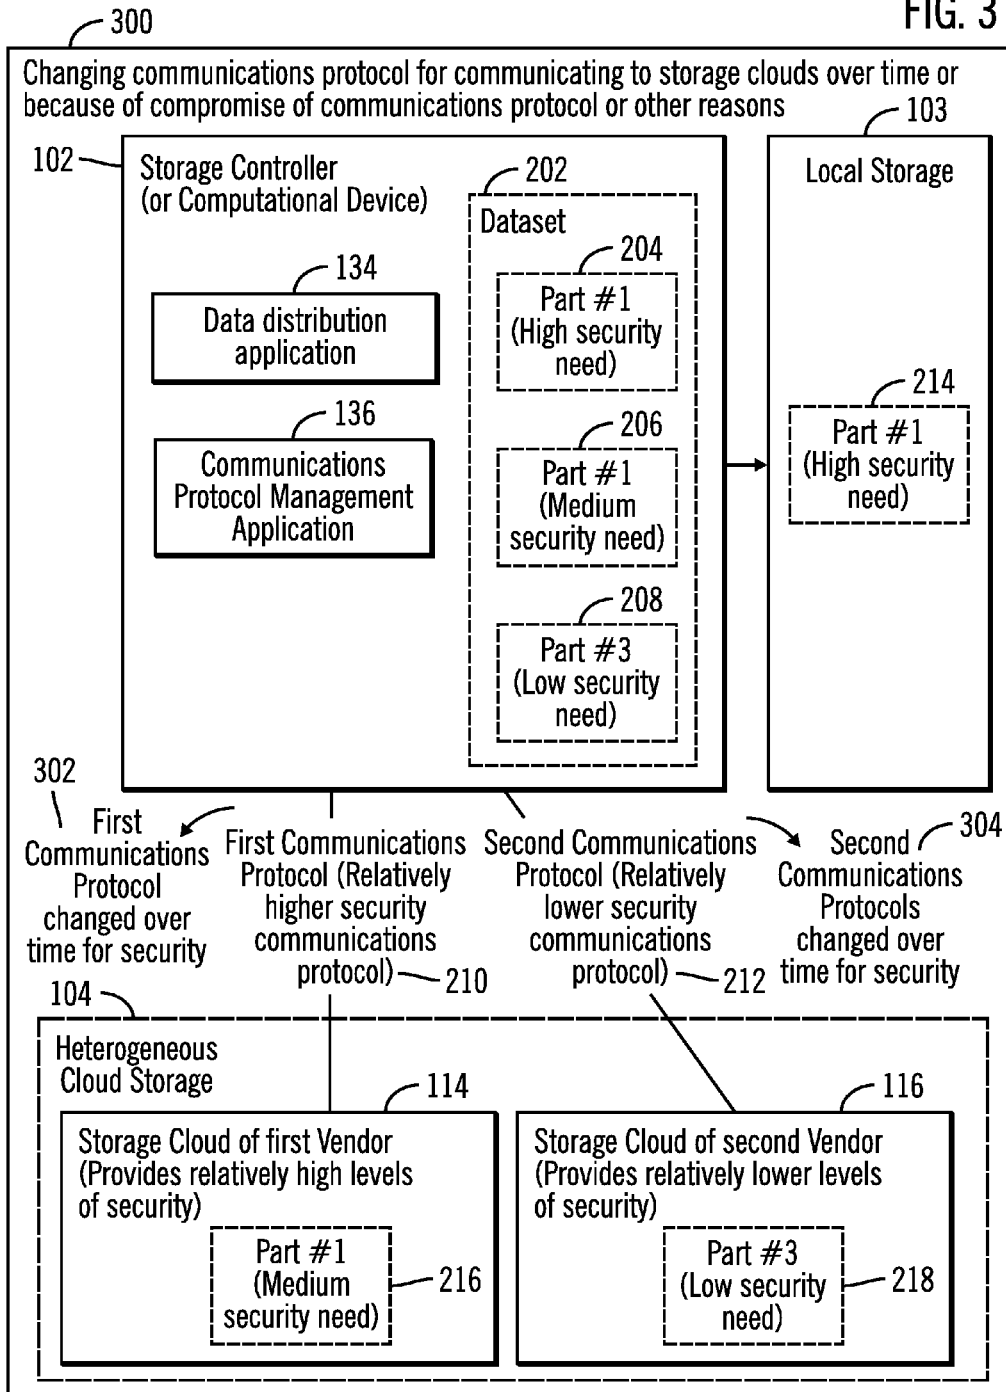 FIG. 3
300
Changing communications protocol for communicating to storage clouds over time or
because of compromise of communications protocol or other reasons
103
102
Storage Controller
(or Computational Device)
202
Dataset
204
Part #1
(High security
need)
134
Data distribution
application
136
Communications
Protocol Management
Application
206
Part #1
(Medium
security need)
208
Part #3
(Low security
need)
Local Storage
214
Part #1
(High security
need)
302
First
Communications
Protocol
changed over
time for security
First Communications
Protocol (Relatively
higher security
communications
protocol)
210
Second Communications
Protocol (Relatively
lower security
communications
protocol)
212
304
Second
Communications
Protocols
changed over
time for security
104
Heterogeneous
Cloud Storage
114
Storage Cloud of first Vendor
(Provides relatively high levels
of security)
Part #1
(Medium
security need)
216
116
Storage Cloud of second Vendor
(Provides relatively lower levels
of security)
Part #3
(Low security
need)
218